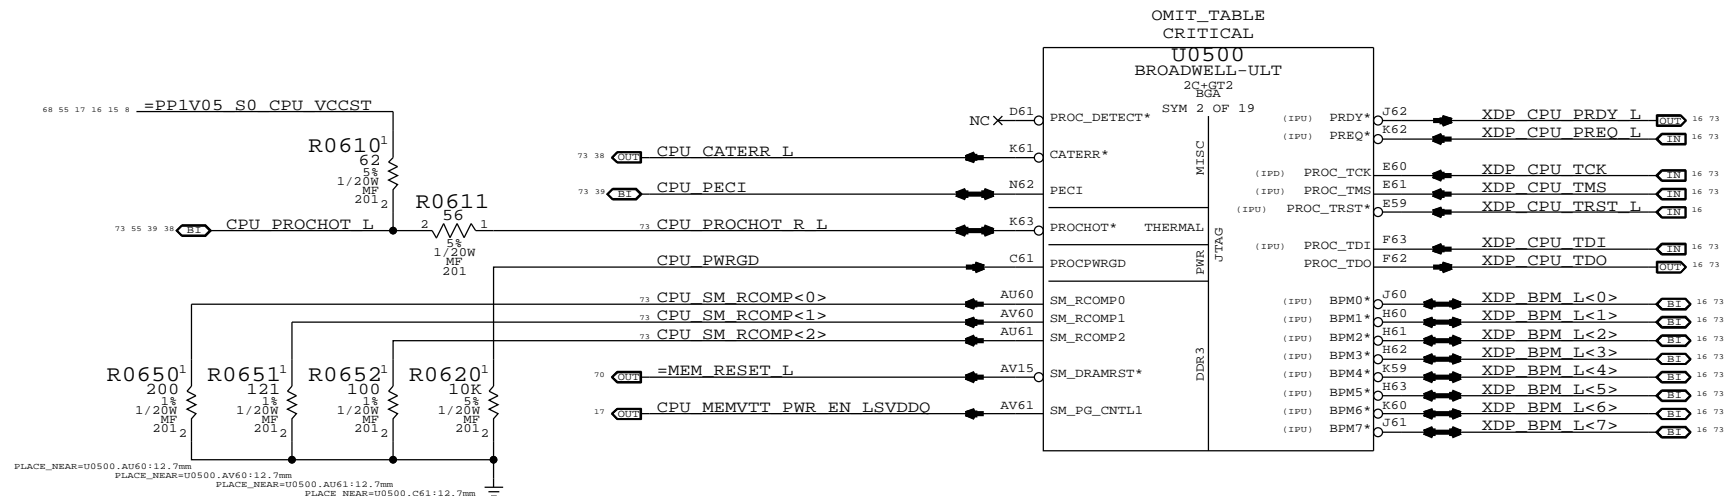 OMIT_TABLE
CRITICAL
U0500
BROADWELL-ULT
2C+GT2
BGA
SYM 2 OF 19
68 55 17 16 15 8 =PP1V05_S0_CPU_VCCST
R0610 1
62
5%
1/20W
MF
201 2
R0611
56
2 1
5%
1/20W
MF
201
73 55 39 38 BI CPU_PROCHOT_L
NC D61 PROC_DETECT*
73 38 OUT CPU_CATERR_L K61 CATERR*
73 39 BI CPU_PECI N62 PECI
73 CPU_PROCHOT_R_L K63 PROCHOT*
CPU_PWRGD C61 PROCPWRGD
73 CPU_SM_RCOMP<0> AU60 SM_RCOMP0
73 CPU_SM_RCOMP<1> AV60 SM_RCOMP1
73 CPU_SM_RCOMP<2> AU61 SM_RCOMP2
70 OUT =MEM_RESET_L AV15 SM_DRAMRST*
17 OUT CPU_MEMVTT_PWR_EN_LSVDDQ AV61 SM_PG_CNTL1
MISC
THERMAL
PWR
DDR3
JTAG
(IPU) PRDY* J62 XDP_CPU_PRDY_L OUT 16 73
(IPU) PREQ* K62 XDP_CPU_PREQ_L IN 16 73
(IPD) PROC_TCK E60 XDP_CPU_TCK IN 16 73
(IPU) PROC_TMS E61 XDP_CPU_TMS IN 16 73
(IPU) PROC_TRST* E59 XDP_CPU_TRST_L IN 16
(IPU) PROC_TDI F63 XDP_CPU_TDI IN 16 73
PROC_TDO F62 XDP_CPU_TDO OUT 16 73
(IPU) BPM0* J60 XDP_BPM_L<0> BI 16 73
(IPU) BPM1* H60 XDP_BPM_L<1> BI 16 73
(IPU) BPM2* H61 XDP_BPM_L<2> BI 16 73
(IPU) BPM3* H62 XDP_BPM_L<3> BI 16 73
(IPU) BPM4* K59 XDP_BPM_L<4> BI 16 73
(IPU) BPM5* H63 XDP_BPM_L<5> BI 16 73
(IPU) BPM6* K60 XDP_BPM_L<6> BI 16 73
(IPU) BPM7* J61 XDP_BPM_L<7> BI 16 73
R0650 1
200
1%
1/20W
MF
201 2
R0651 1
121
1%
1/20W
MF
201 2
R0652 1
100
1%
1/20W
MF
201 2
R0620 1
10K
5%
1/20W
MF
201 2
PLACE_NEAR=U0500.AU60:12.7mm
PLACE_NEAR=U0500.AV60:12.7mm
PLACE_NEAR=U0500.AU61:12.7mm
PLACE_NEAR=U0500.C61:12.7mm